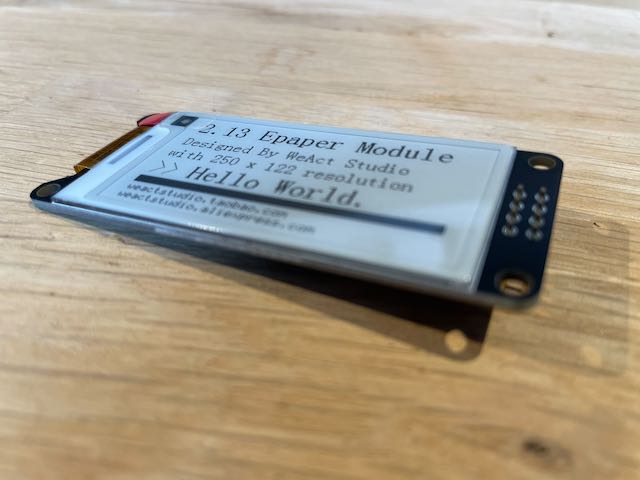 2.13 Epaper Module
Designed By WeAct Studio
with 250 x 122 resolution
>> Hello World.
weactstudio.taobao.com
weactstudio.aliexpress.com